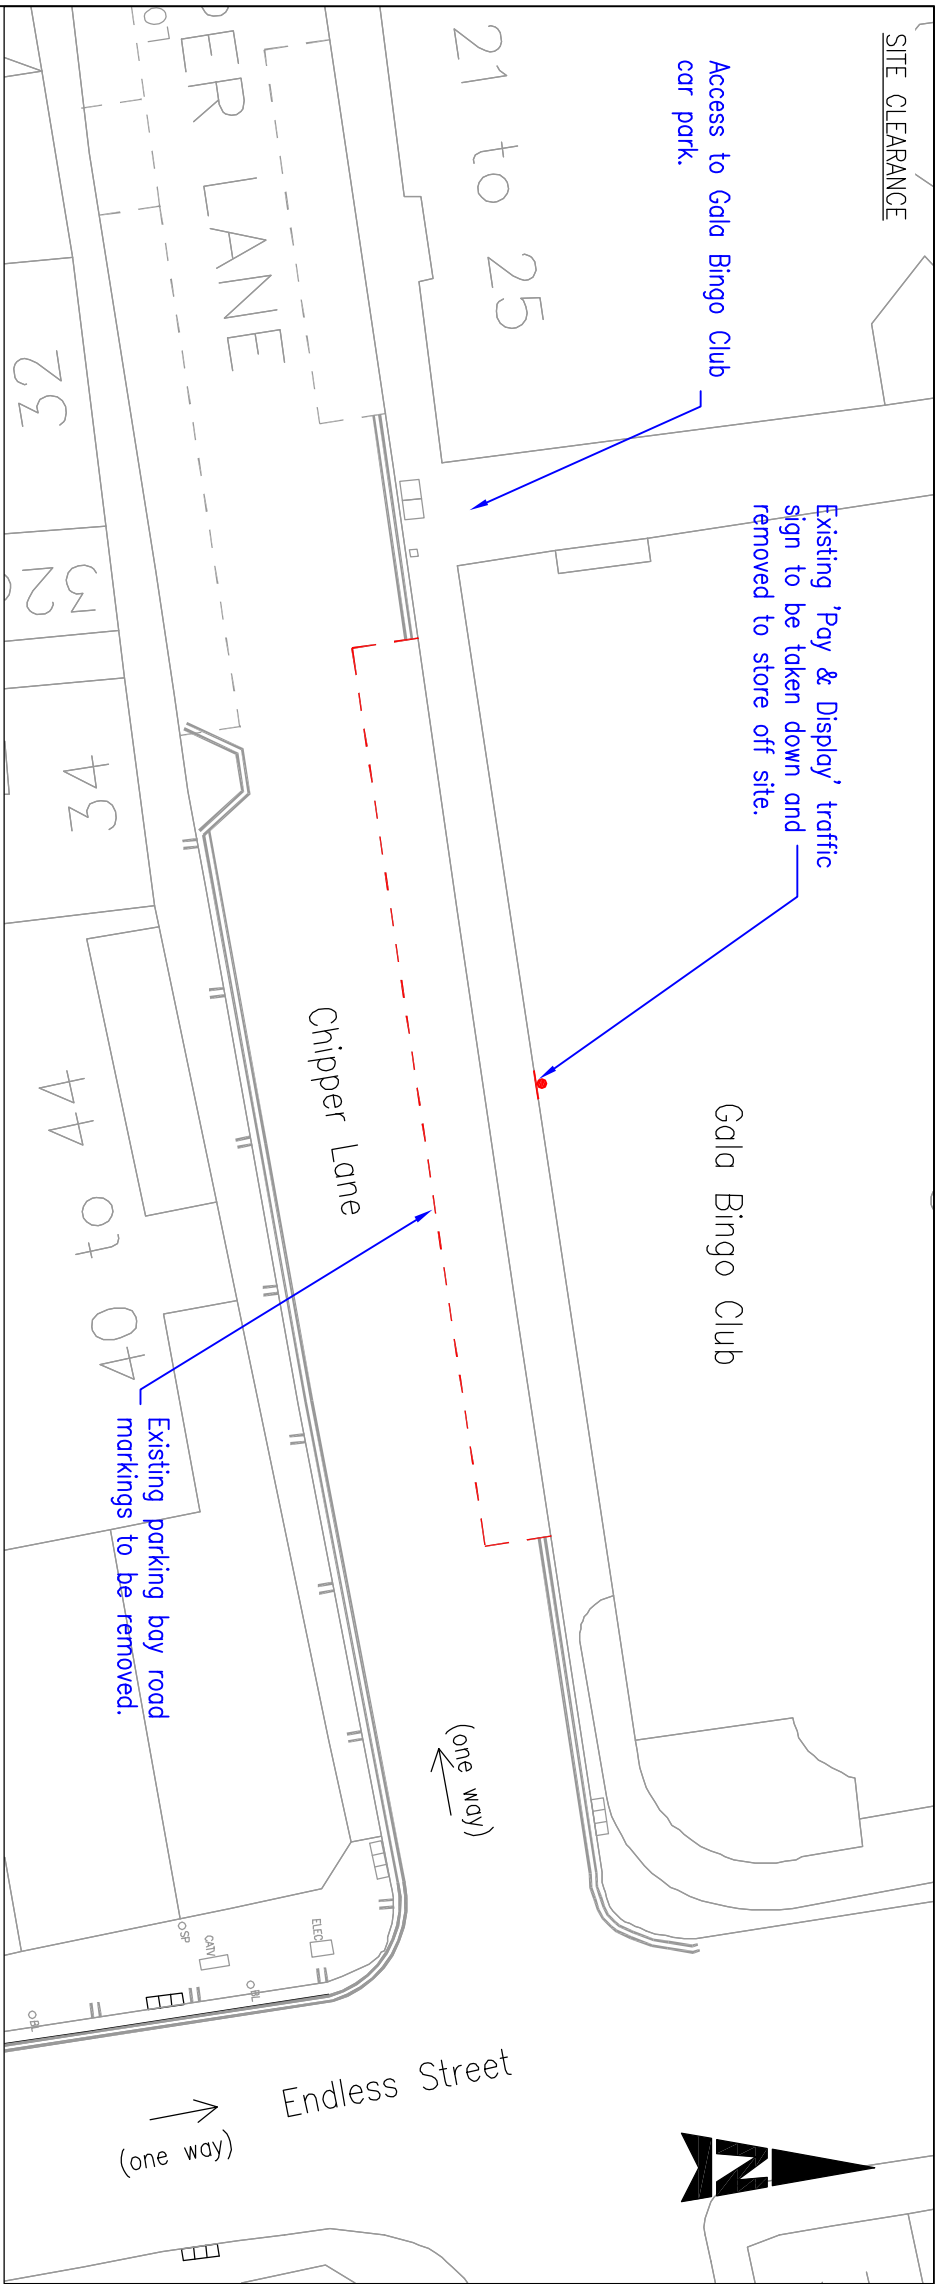 SITE CLEARANCE
Access to Gala Bingo Club
car park.
Existing 'Pay & Display' traffic
sign to be taken down and
removed to store off site.
Gala Bingo Club
21 to 25
ER LANE
Chipper Lane
(one way)
Existing parking bay road
markings to be removed.
32
34
40 to 44
Endless Street
(one way)
ELEC
CATV
SP
BL
N